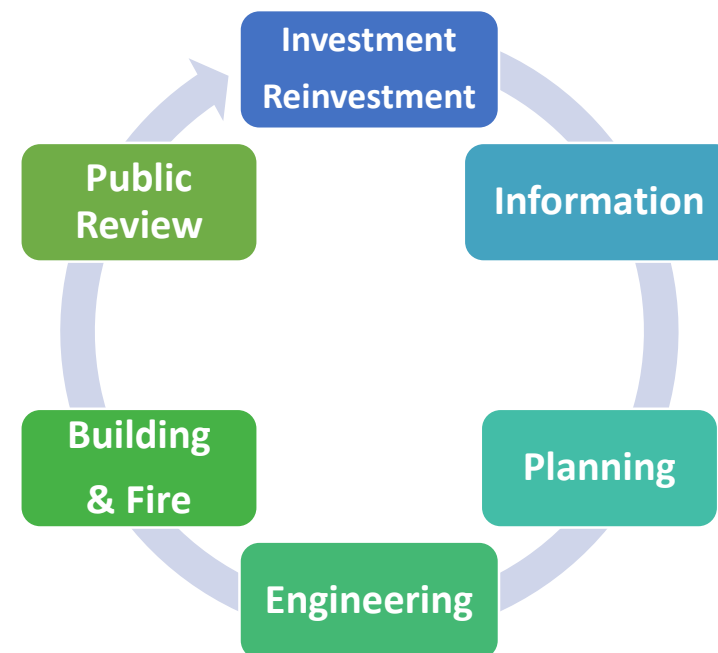 Investment
Reinvestment
Information
Planning
Engineering
Building
& Fire
Public
Review